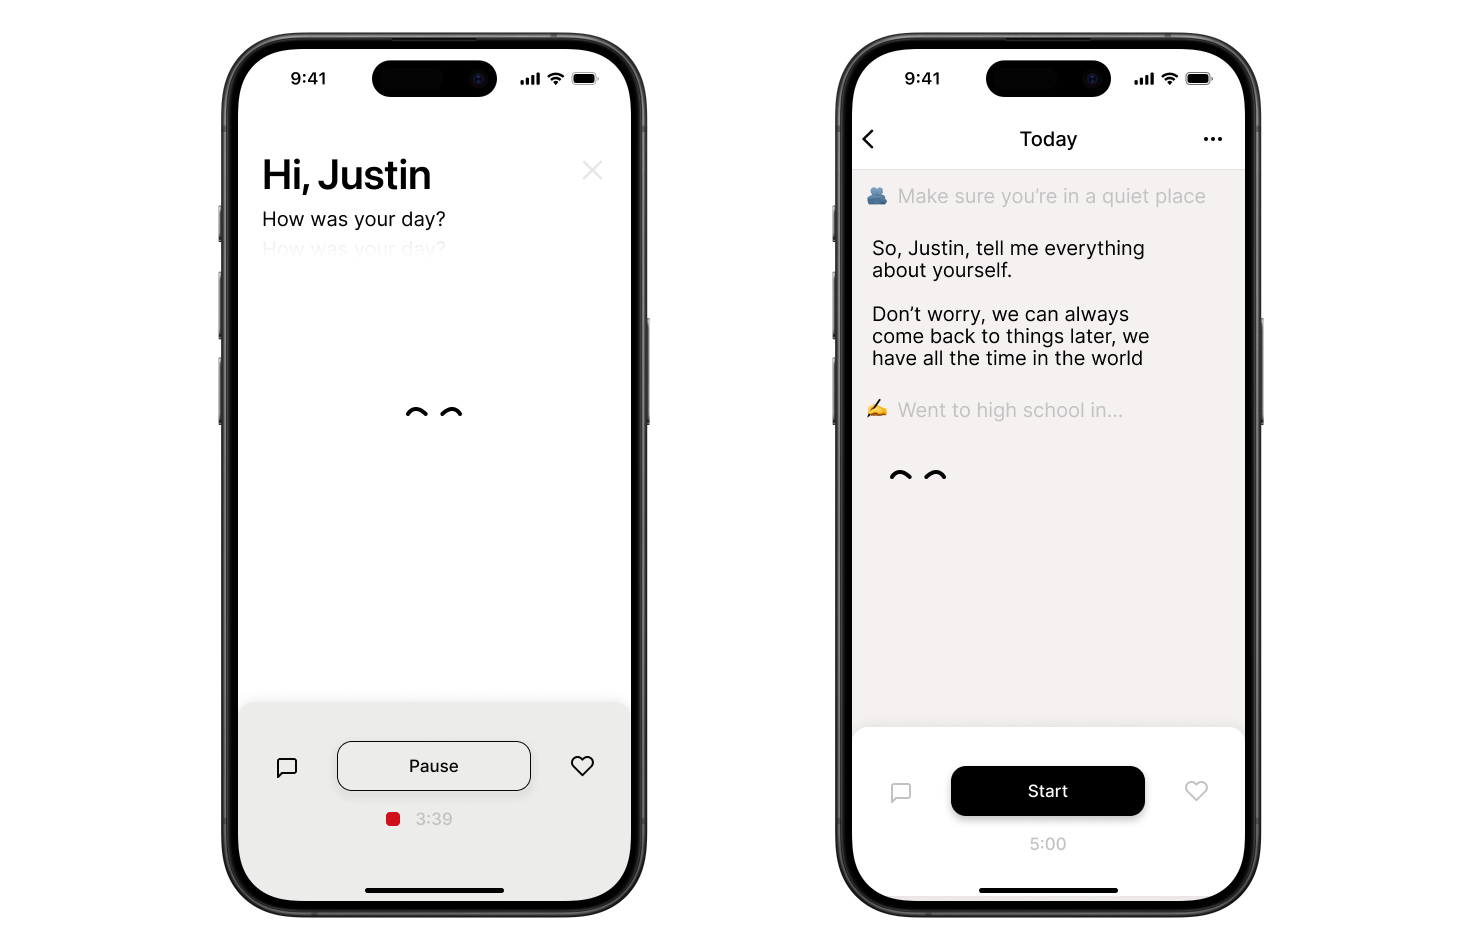 9:41
Hi, Justin
How was your day?
How was your day?
Pause
3:39
9:41
Today
Make sure you’re in a quiet place
So, Justin, tell me everything
about yourself.
Don’t worry, we can always
come back to things later, we
have all the time in the world
Went to high school in...
Start
5:00